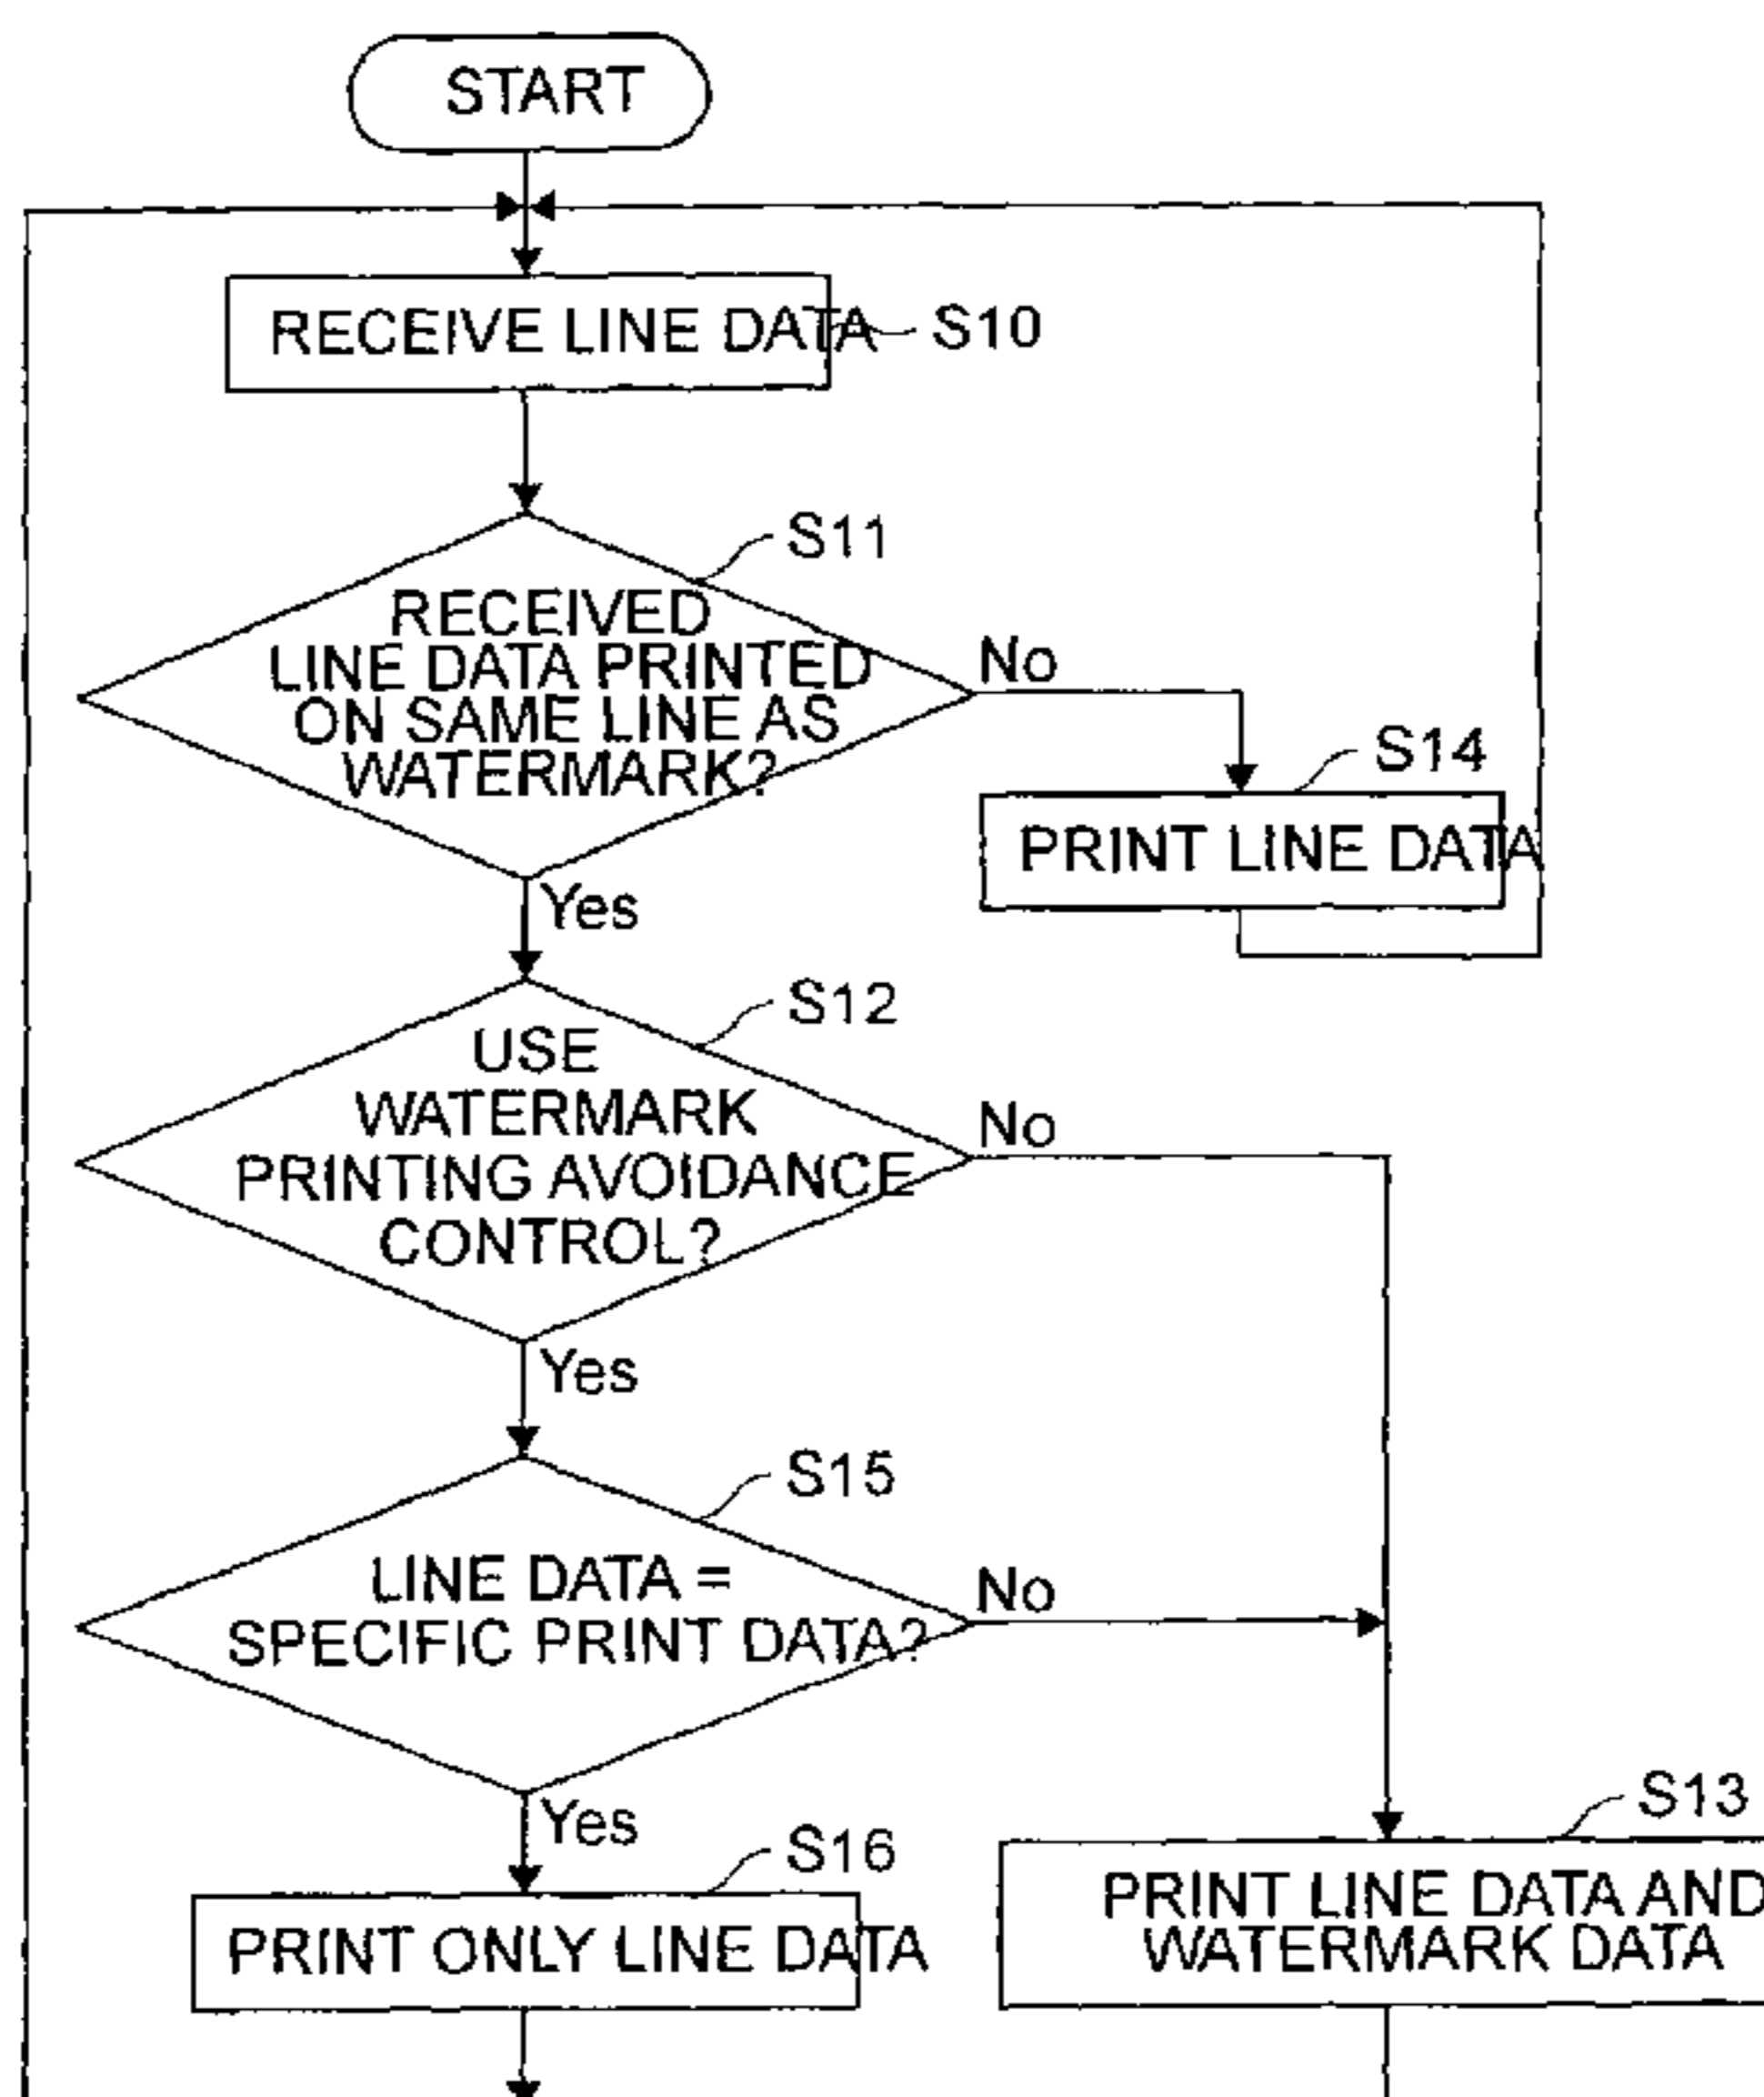 START
RECEIVE LINE DATA
S10
S11
RECEIVED
LINE DATA PRINTED
ON SAME LINE AS
WATERMARK?
No
S14
PRINT LINE DATA
Yes
S12
USE
WATERMARK
PRINTING AVOIDANCE
CONTROL?
No
Yes
S15
LINE DATA =
SPECIFIC PRINT DATA?
No
Yes
S16
PRINT ONLY LINE DATA
S13
PRINT LINE DATA AND
WATERMARK DATA